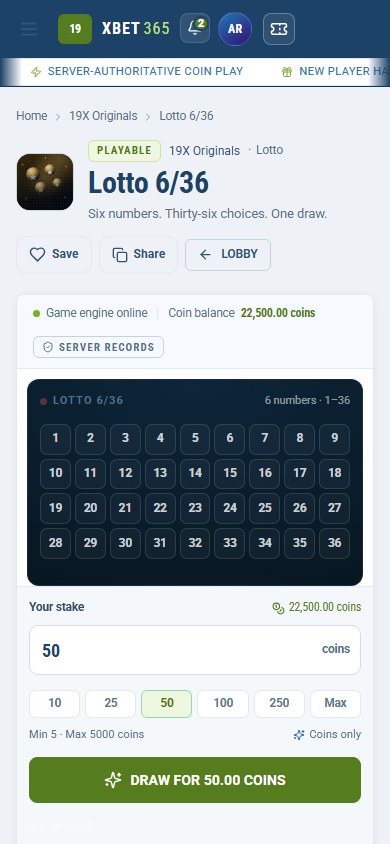 19 XBET 365 2 AR
SERVER-AUTHORITATIVE COIN PLAY NEW PLAYER
Home > 19X Originals > Lotto 6/36
PLAYABLE 19X Originals · Lotto
Lotto 6/36
Six numbers. Thirty-six choices. One draw.
Save Share LOBBY
Game engine online Coin balance 22,500.00 coins
SERVER RECORDS
LOTTO 6/36 6 numbers · 1–36
1 2 3 4 5 6 7 8 9
10 11 12 13 14 15 16 17 18
19 20 21 22 23 24 25 26 27
28 29 30 31 32 33 34 35 36
Your stake 22,500.00 coins
50 coins
10 25 50 100 250 Max
Min 5 · Max 5000 coins Coins only
DRAW FOR 50.00 COINS